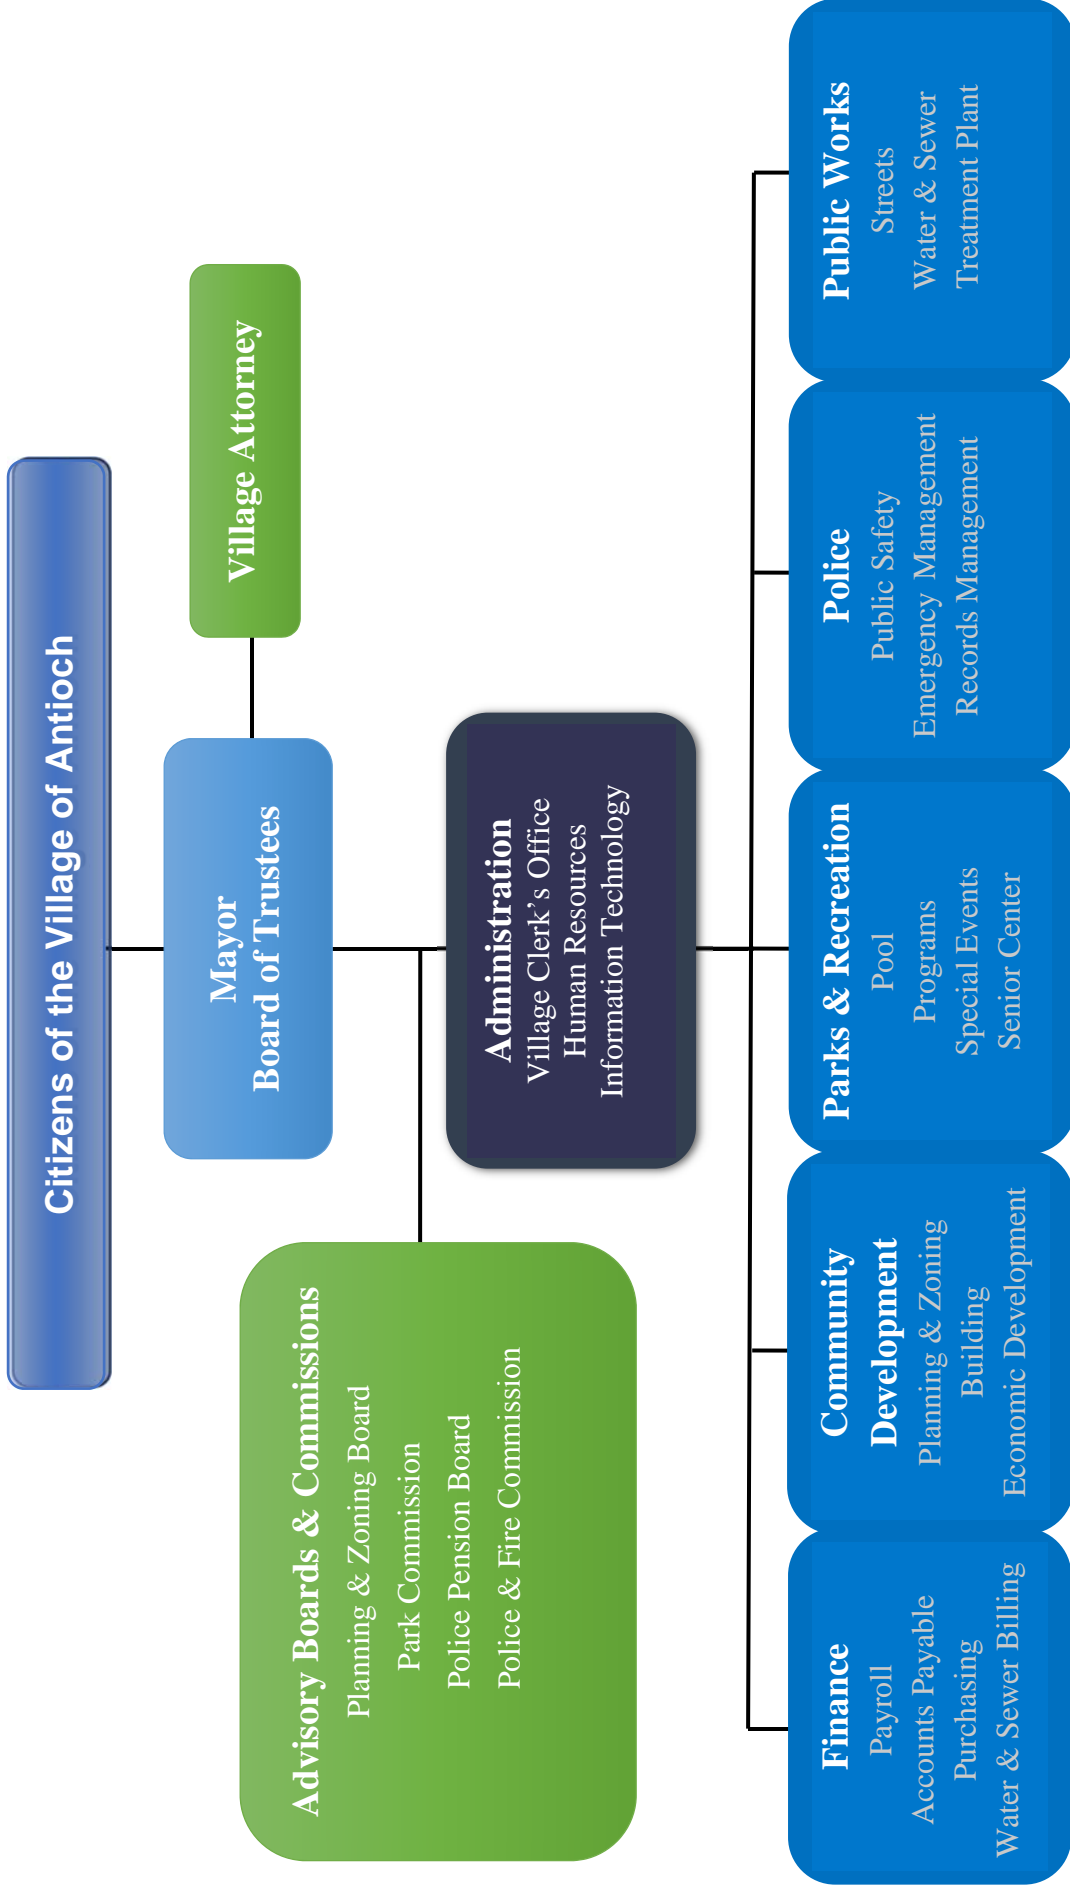 Citizens of the Village of Antioch
Mayor
Board of Trustees
Village Attorney
Advisory Boards & Commissions
Planning & Zoning Board
Park Commission
Police Pension Board
Police & Fire Commission
Administration
Village Clerk's Office
Human Resources
Information Technology
Finance
Payroll
Accounts Payable
Purchasing
Water & Sewer Billing
Community
Development
Planning & Zoning
Building
Economic Development
Parks & Recreation
Pool
Programs
Special Events
Senior Center
Police
Public Safety
Emergency Management
Records Management
Public Works
Streets
Water & Sewer
Treatment Plant